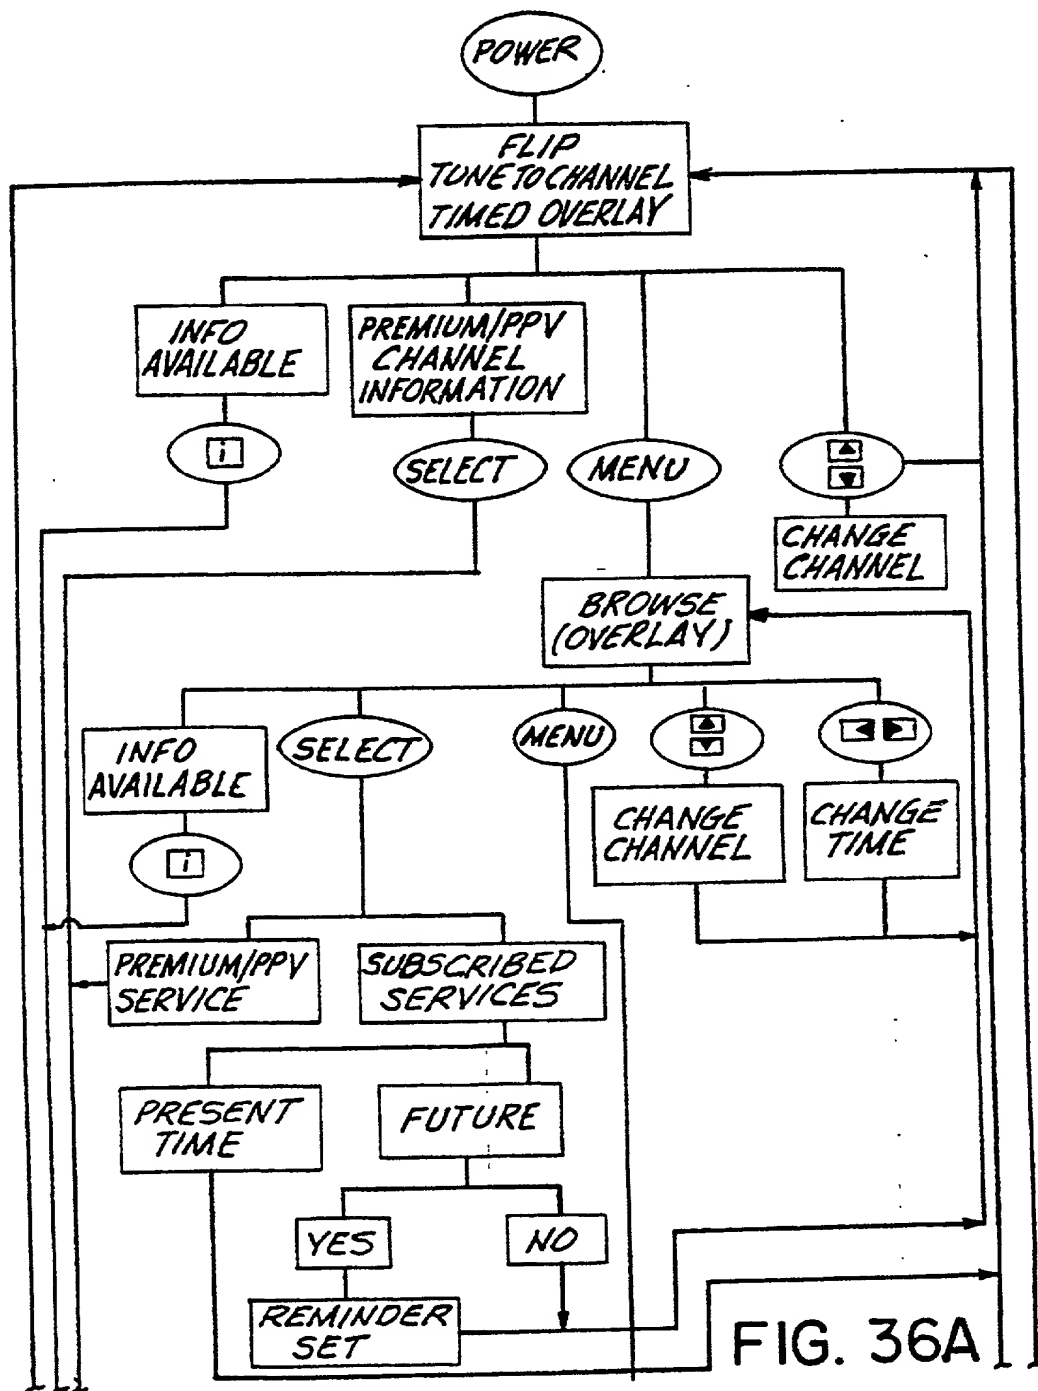 POWER
FLIP
TUNE TO CHANNEL
TIMED OVERLAY
INFO
AVAILABLE
PREMIUM/PPV
CHANNEL
INFORMATION
i
SELECT
MENU
▲
▼
CHANGE
CHANNEL
BROWSE
(OVERLAY)
INFO
AVAILABLE
SELECT
MENU
▲
▼
◀ ▶
i
CHANGE
CHANNEL
CHANGE
TIME
PREMIUM/PPV
SERVICE
SUBSCRIBED
SERVICES
PRESENT
TIME
FUTURE
YES
NO
REMINDER
SET
FIG. 36A